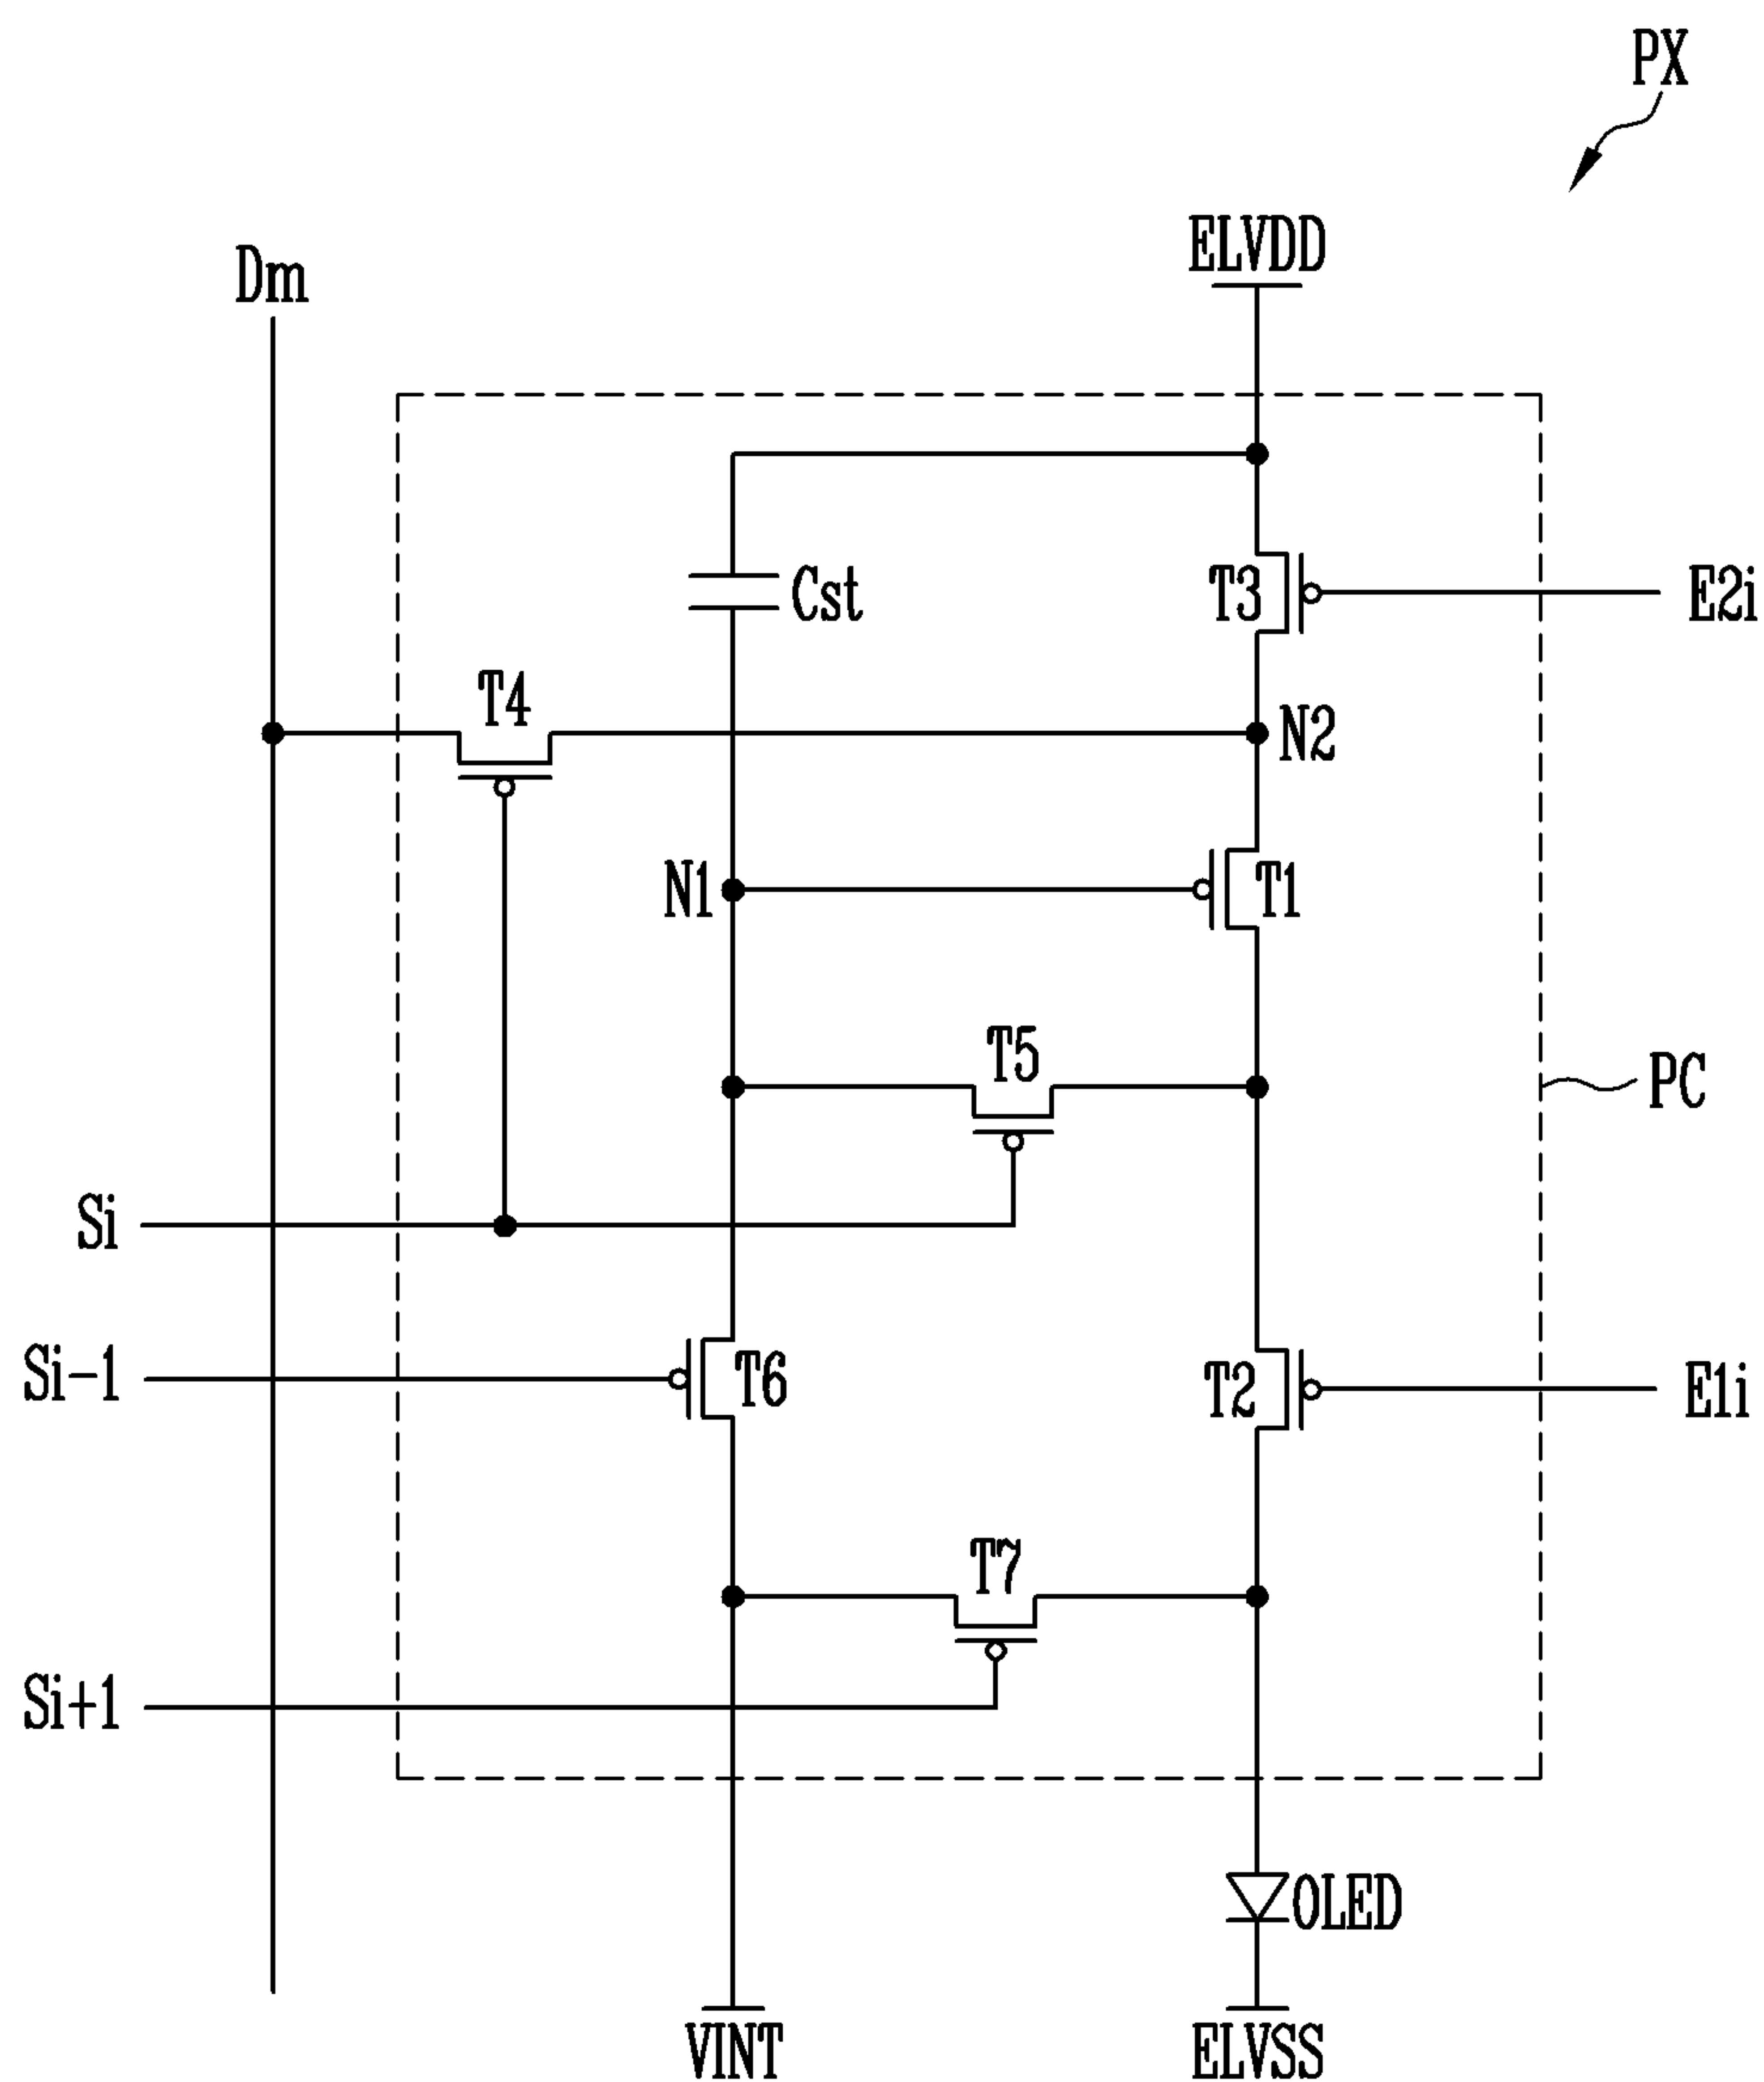 PX
ELVDD
Dm
Cst
T3
E2i
T4
N2
N1
T1
T5
PC
Si
Si-1
T6
T2
E1i
T7
Si+1
OLED
VINT
ELVSS